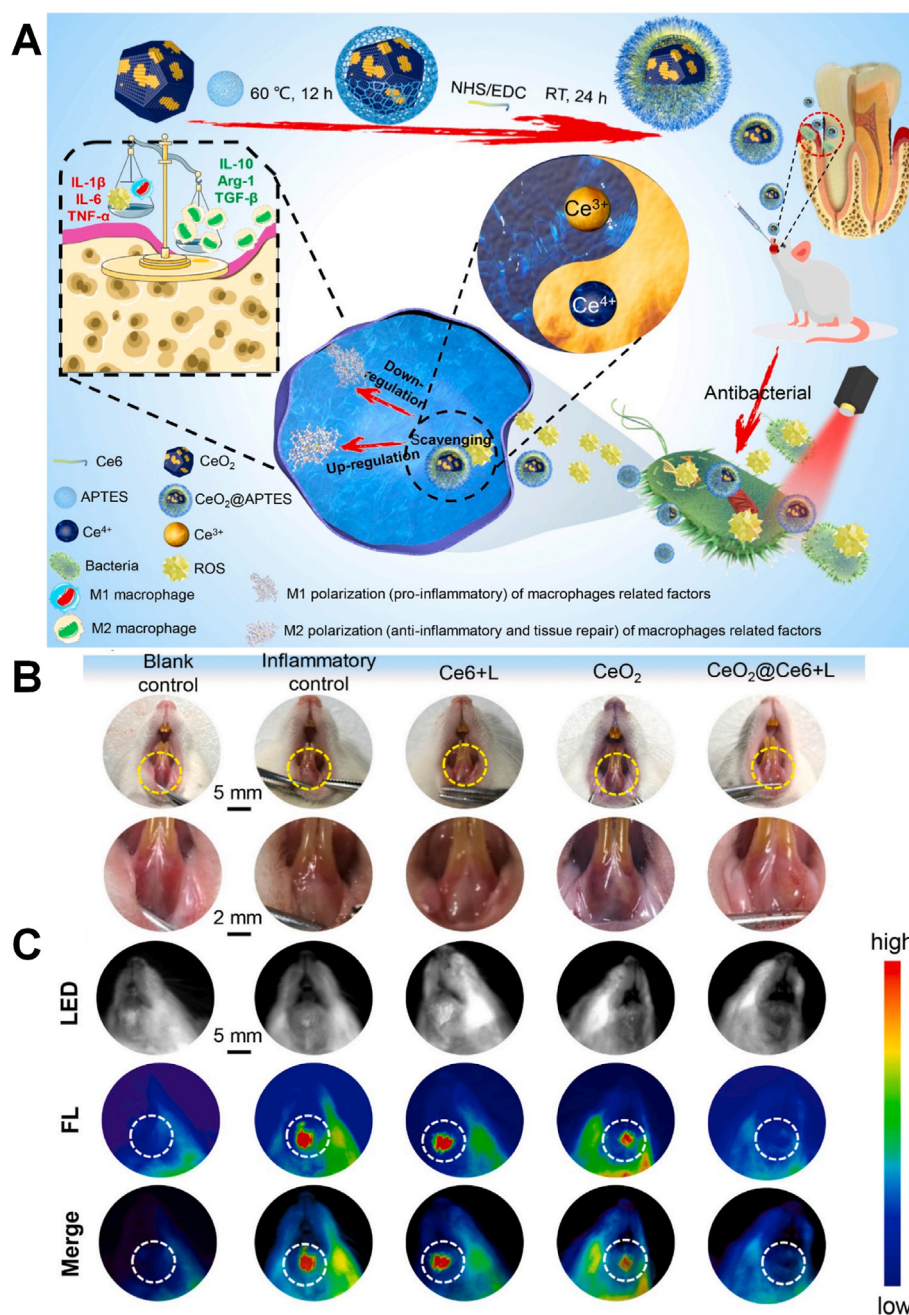 A
60 ℃, 12 h
NHS/EDC
RT, 24 h
IL-1β
IL-6
TNF-α
IL-10
Arg-1
TGF-β
Ce³⁺
Ce⁴⁺
Down-
regulation
Scavenging
Up-regulation
Antibacterial
Ce6
CeO₂
APTES
CeO₂@APTES
Ce⁴⁺
Ce³⁺
Bacteria
ROS
M1 macrophage
M1 polarization (pro-inflammatory) of macrophages related factors
M2 macrophage
M2 polarization (anti-inflammatory and tissue repair) of macrophages related factors
B
Blank
control
Inflammatory
control
Ce6+L
CeO₂
CeO₂@Ce6+L
5 mm
2 mm
C
high
LED
5 mm
FL
Merge
low